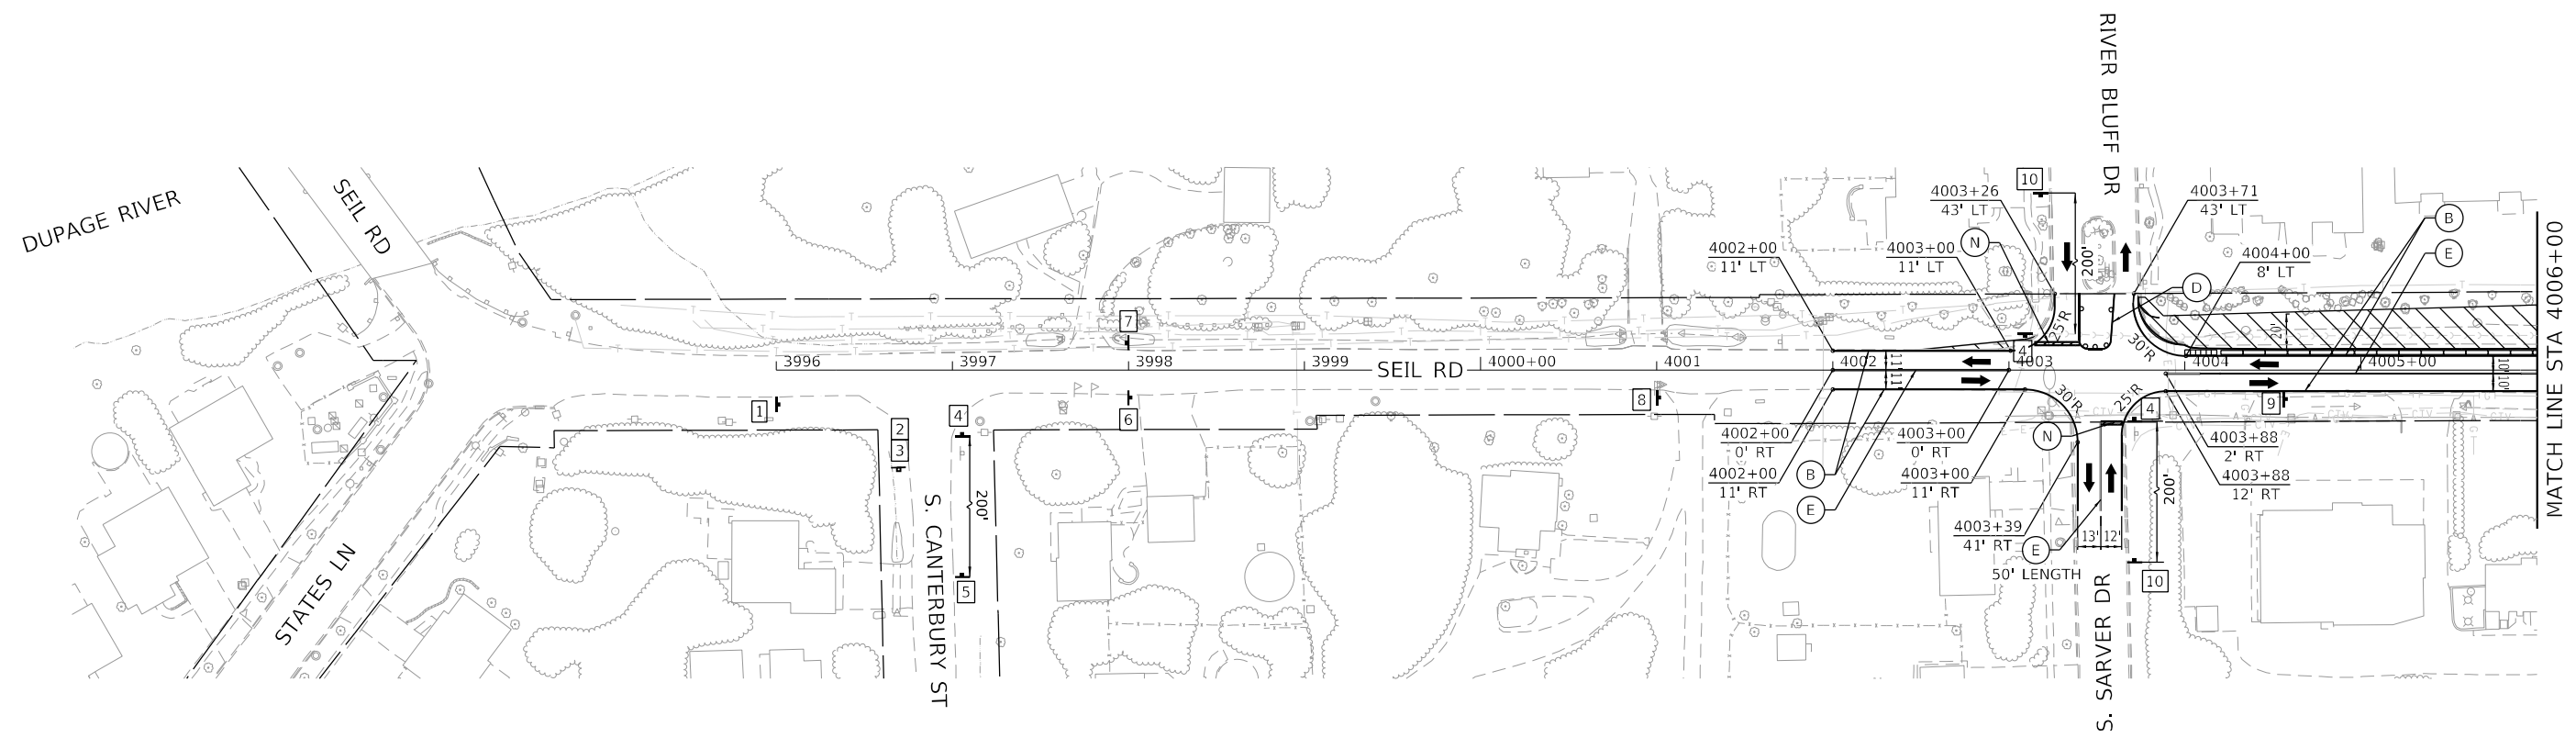 DUPAGE RIVER
SEIL RD
STATES LN
S. CANTERBURY ST
SEIL RD
RIVER BLUFF DR
S. SARVER DR
MATCH LINE STA 4006+00
3996
3997
3998
3999
4000+00
4001
4002
4003
4004
4005+00
1
2
3
4
5
200'
7
6
8
4002+00
11' LT
4003+00
11' LT
4003+26
43' LT
4003+71
43' LT
4004+00
8' LT
N
10
200'
D
B
E
4
25'R
30'R
20'
11'
11'
10'
10'
4002+00
0' RT
4002+00
11' RT
B
E
4003+00
0' RT
4003+00
11' RT
4003+39
41' RT
30'R
25'R
N
4
9
4003+88
2' RT
4003+88
12' RT
200'
13'
12'
E
50' LENGTH
10